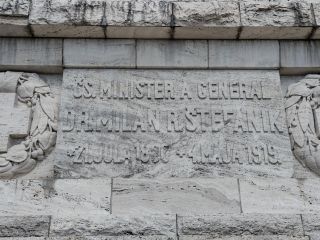 ČS. MINISTER A GENERÁL
DR. MILAN R. ŠTEFÁNIK
*21. JÚLA 1880 +4. MÁJA 1919.